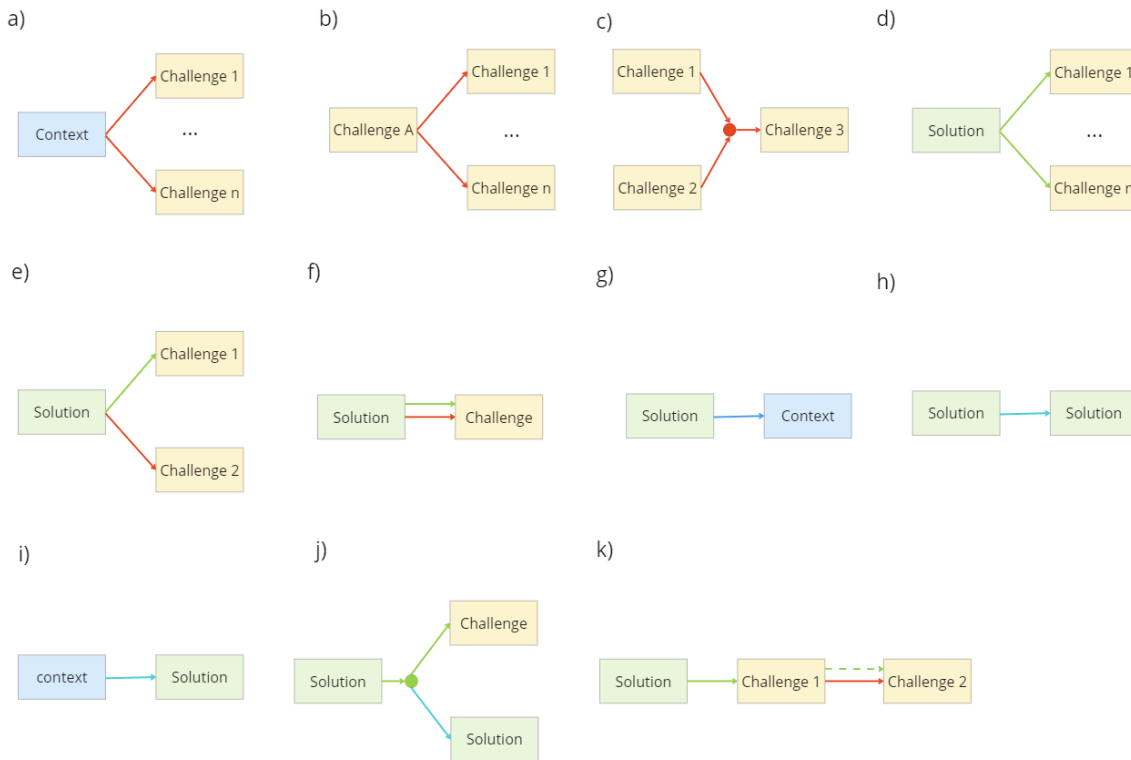 a)
Context
Challenge 1
...
Challenge n
b)
Challenge A
Challenge 1
...
Challenge n
c)
Challenge 1
Challenge 2
Challenge 3
d)
Solution
Challenge 1
...
Challenge n
e)
Solution
Challenge 1
Challenge 2
f)
Solution
Challenge
g)
Solution
Context
h)
Solution
Solution
i)
context
Solution
j)
Solution
Challenge
Solution
k)
Solution
Challenge 1
Challenge 2